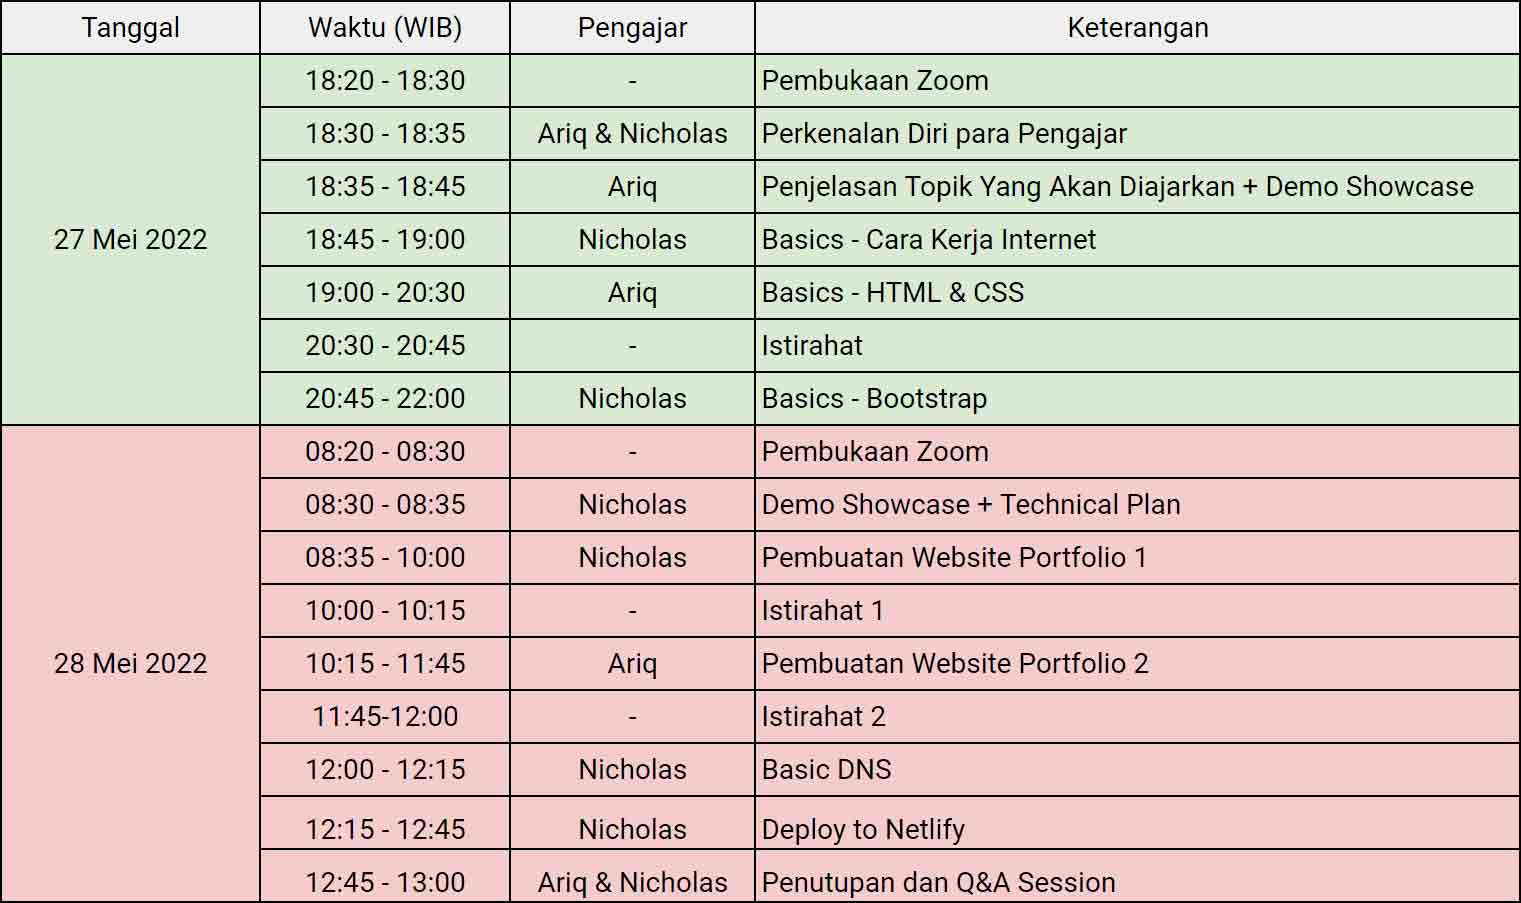 Tanggal Waktu (WIB) Pengajar Keterangan
27 Mei 2022
18:20 - 18:30 - Pembukaan Zoom
18:30 - 18:35 Ariq & Nicholas Perkenalan Diri para Pengajar
18:35 - 18:45 Ariq Penjelasan Topik Yang Akan Diajarkan + Demo Showcase
18:45 - 19:00 Nicholas Basics - Cara Kerja Internet
19:00 - 20:30 Ariq Basics - HTML & CSS
20:30 - 20:45 - Istirahat
20:45 - 22:00 Nicholas Basics - Bootstrap
28 Mei 2022
08:20 - 08:30 - Pembukaan Zoom
08:30 - 08:35 Nicholas Demo Showcase + Technical Plan
08:35 - 10:00 Nicholas Pembuatan Website Portfolio 1
10:00 - 10:15 - Istirahat 1
10:15 - 11:45 Ariq Pembuatan Website Portfolio 2
11:45-12:00 - Istirahat 2
12:00 - 12:15 Nicholas Basic DNS
12:15 - 12:45 Nicholas Deploy to Netlify
12:45 - 13:00 Ariq & Nicholas Penutupan dan Q&A Session